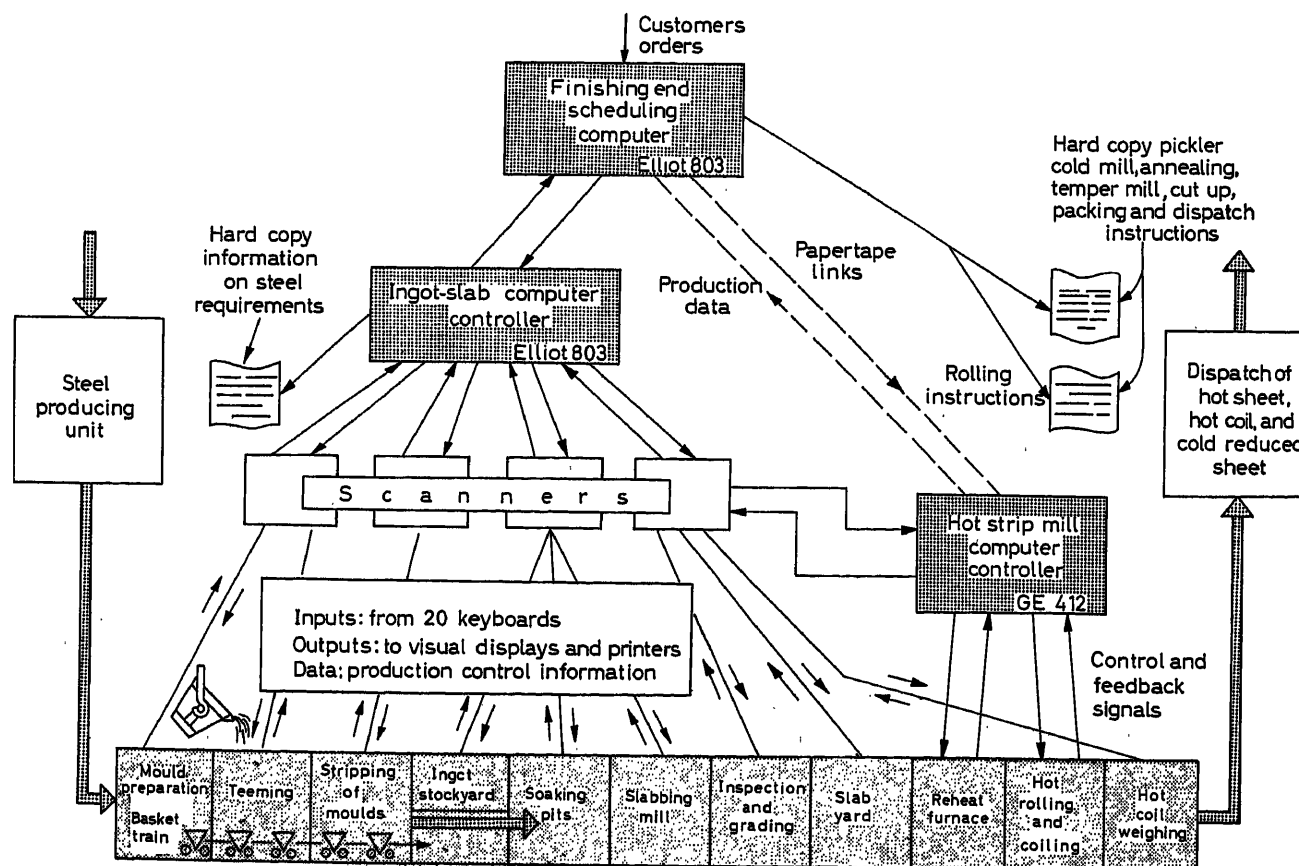 Customers
orders
Finishing end
scheduling
computer
Elliot 803
Hard copy pickler
cold mill, annealing,
temper mill, cut up,
packing and dispatch
instructions
Hard copy
information
on steel
requirements
Papertape
links
Production
data
Ingot-slab computer
controller
Elliot 803
Rolling
instructions
Steel
producing
unit
Dispatch of
hot sheet,
hot coil, and
cold reduced
sheet
Scanners
Hot strip mill
computer
controller
GE 412
Inputs: from 20 keyboards
Outputs: to visual displays and printers
Data: production control information
Control and
feedback
signals
Mould
preparation
Basket
train
Teeming
Stripping
of
moulds
Ingct
stockyard
Soaking
pits
Slabbing
mill
Inspection
and
grading
Slab
yard
Reheat
furnace
Hot
rolling
and
coiling
Hot
coil
weighing